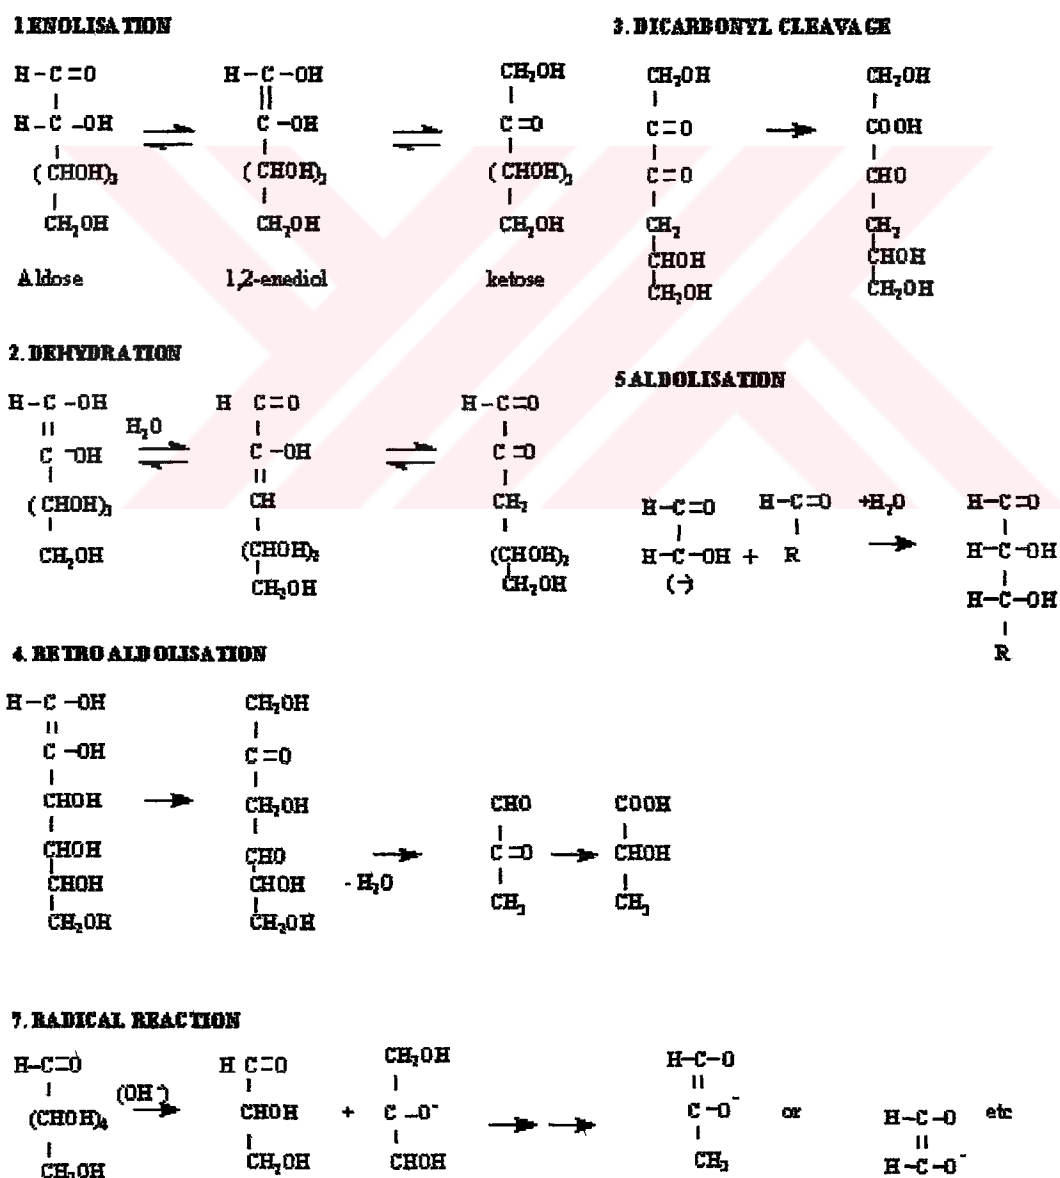 1.ENOLISATION
H-C=O
H-C-OH
(CHOH)3
CH2OH
Aldose
H-C-OH
C-OH
(CHOH)3
CH2OH
1,2-enediol
CH2OH
C=O
(CHOH)3
CH2OH
ketose
3. DICARBONYL CLEAVAGE
CH2OH
C=O
C=O
CH2
CHOH
CH2OH
CH2OH
COOH
CHO
CH2
CHOH
CH2OH
2. DEHYDRATION
H-C-OH
C-OH
(CHOH)3
CH2OH
H2O
H C=O
C-OH
CH
(CHOH)2
CH2OH
H-C=O
C=O
CH2
(CHOH)2
CH2OH
5 ALDOLISATION
H-C=O
H-C-OH
(-)
+
H-C=O
R
+H2O
H-C=O
H-C-OH
H-C-OH
R
4. RETRO ALDOLISATION
H-C-OH
C-OH
CHOH
CHOH
CHOH
CH2OH
CH2OH
C=O
CH2OH
CHO
CHOH
CH2OH
- H2O
CHO
C=O
CH3
COOH
CHOH
CH3
7. RADICAL REACTION
H-C=O
(CHOH)4
CH2OH
(OH-)
H C=O
CHOH
CH2OH
+
CH2OH
C-O-
CHOH
H-C-O
C-O-
CH3
or
H-C-O
H-C-O-
etc